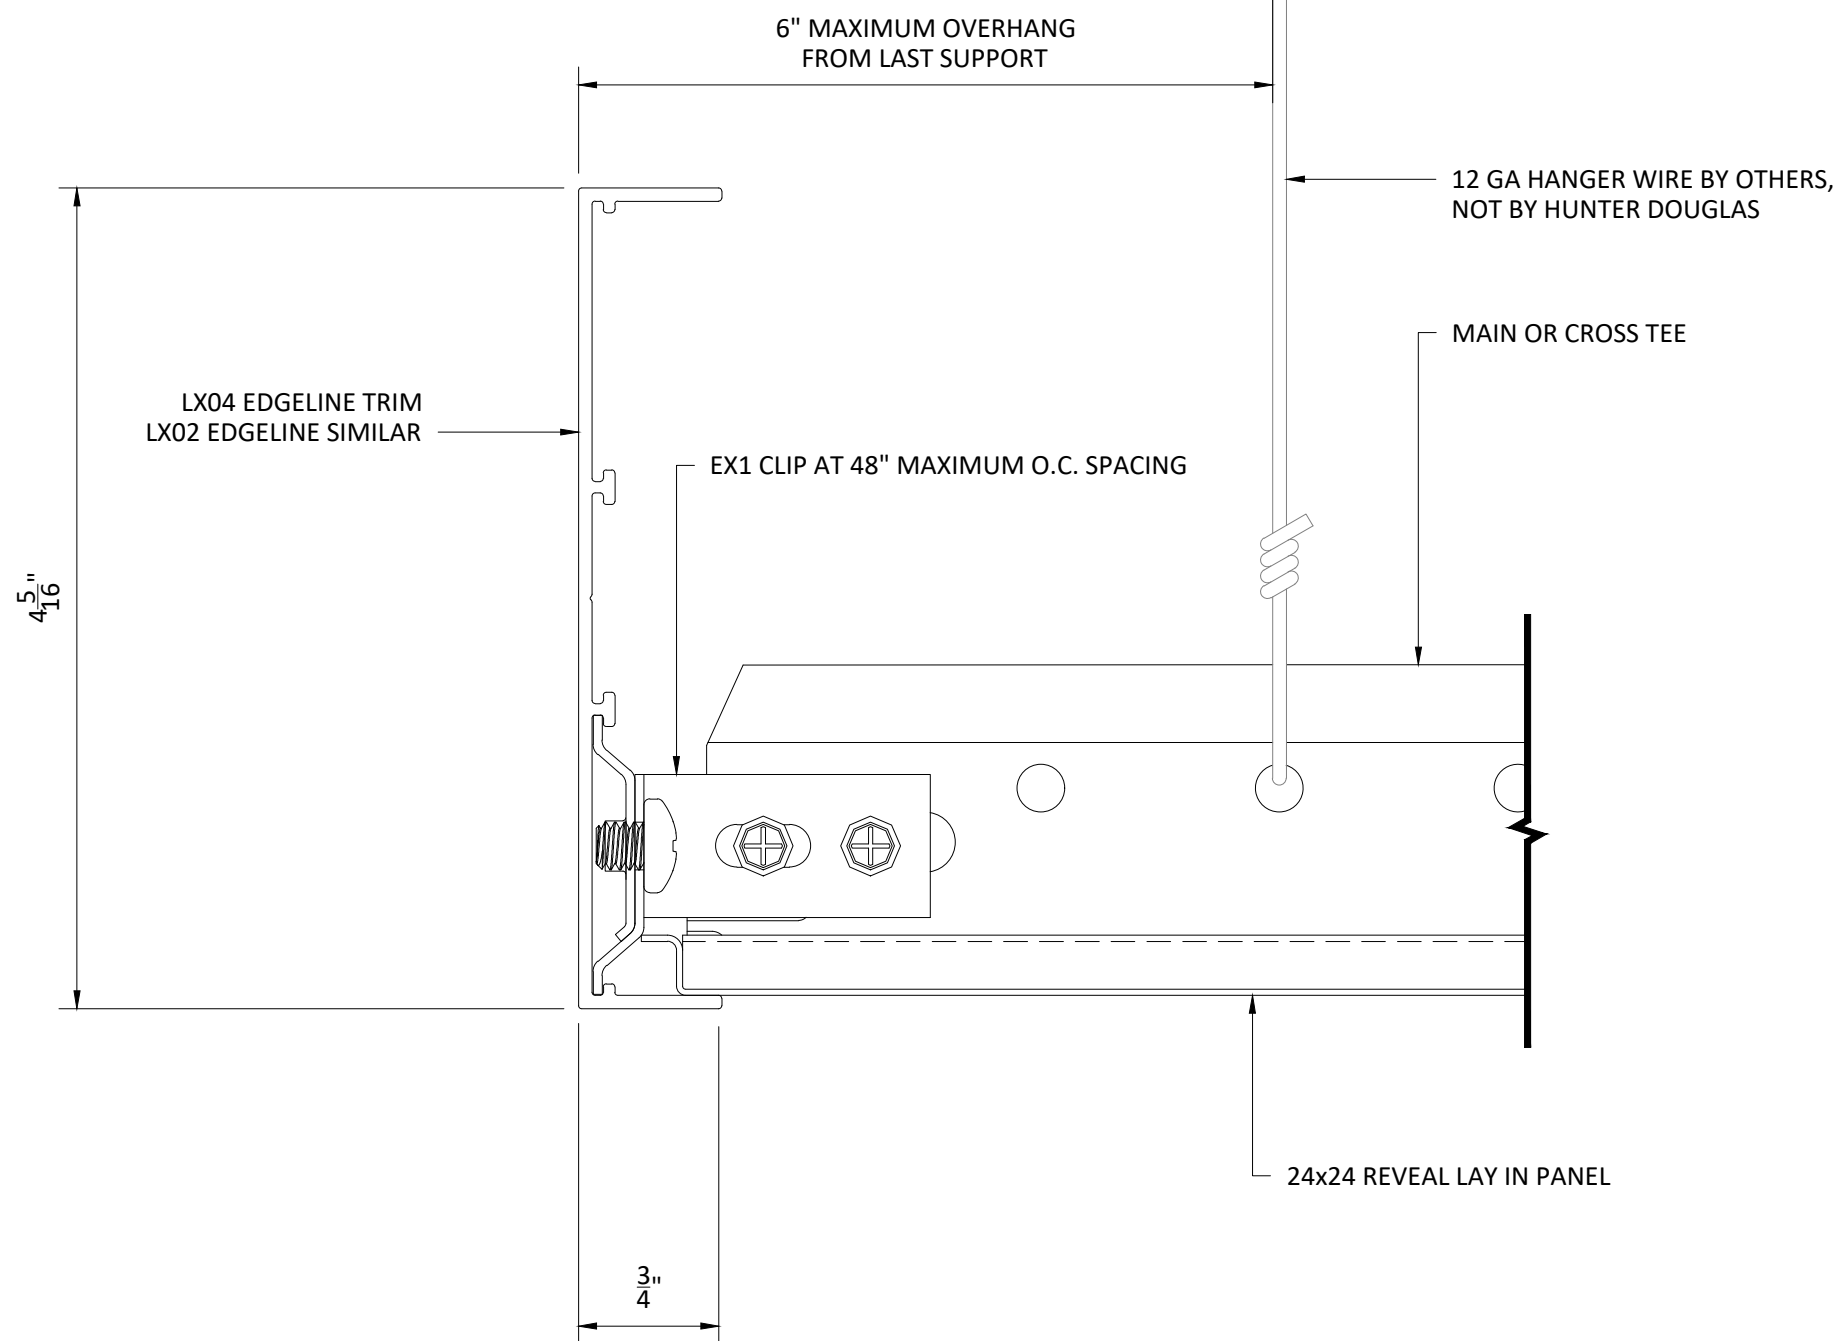 6" MAXIMUM OVERHANG
FROM LAST SUPPORT
12 GA HANGER WIRE BY OTHERS,
NOT BY HUNTER DOUGLAS
MAIN OR CROSS TEE
LX04 EDGELINE TRIM
LX02 EDGELINE SIMILAR
EX1 CLIP AT 48" MAXIMUM O.C. SPACING
4 5/16"
24x24 REVEAL LAY IN PANEL
3/4"